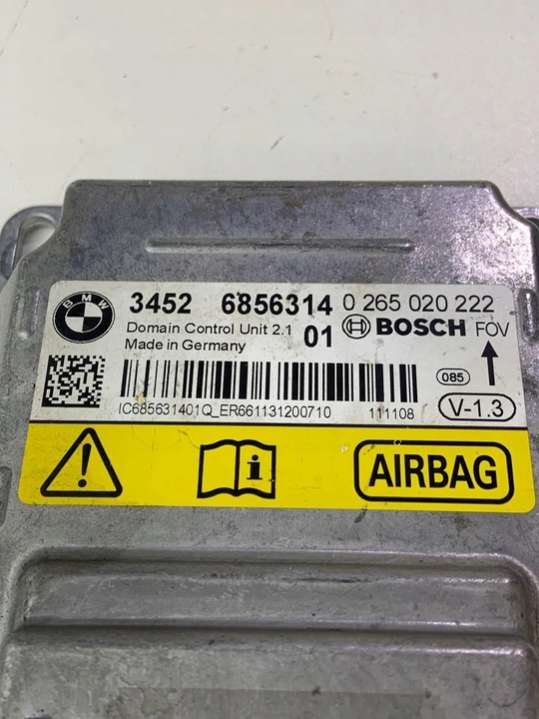 BMW
3452 6856314 0 265 020 222
Domain Control Unit 2.1 01 BOSCH FOV
Made in Germany
085
V-1.3
IC685631401Q_ER661131200710 111108
i
AIRBAG